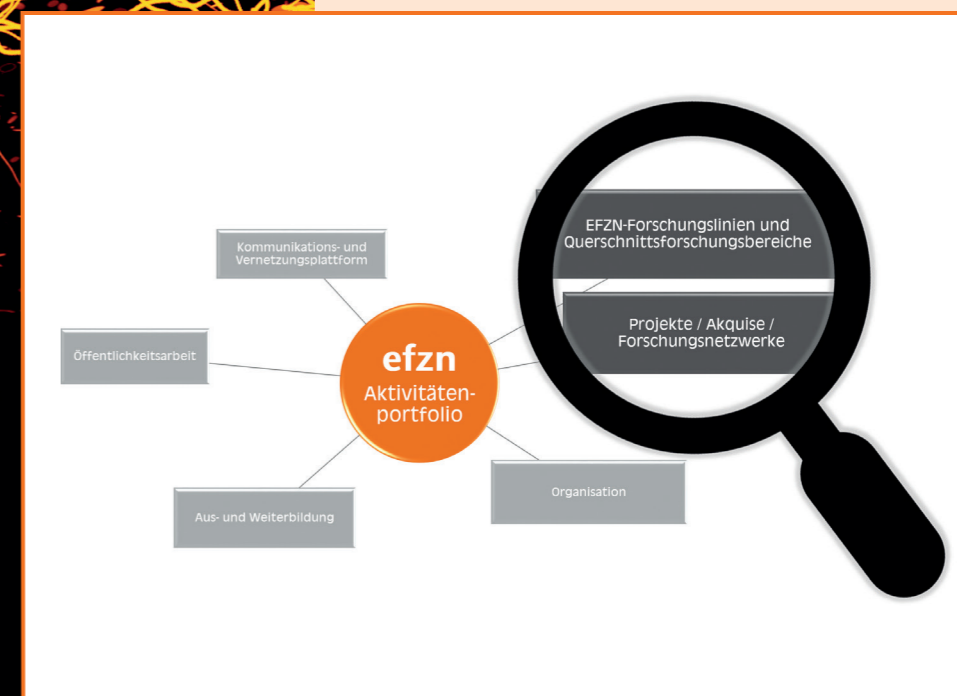 EFZN-Forschungslinien und
Querschnittsforschungsbereiche
Kommunikations- und
Vernetzungsplattform
Projekte / Akquise /
Forschungsnetzwerke
Öffentlichkeitsarbeit
efzn
Aktivitäten-
portfolio
Organisation
Aus- und Weiterbildung